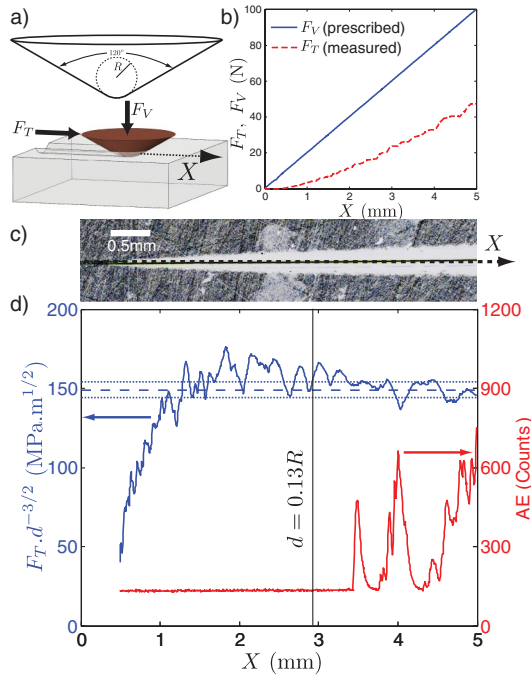 a)
120°
R
F_V
F_T
X
b)
F_T, F_V (N)
100
80
60
40
20
0
F_V (prescribed)
F_T (measured)
0 1 2 3 4 5
X (mm)
c)
0.5mm
X
d)
F_T.d^{-3/2} (MPa.m^{1/2})
200
150
100
50
0
d = 0.13R
1200
900
600
300
0
AE (Counts)
0 1 2 3 4 5
X (mm)